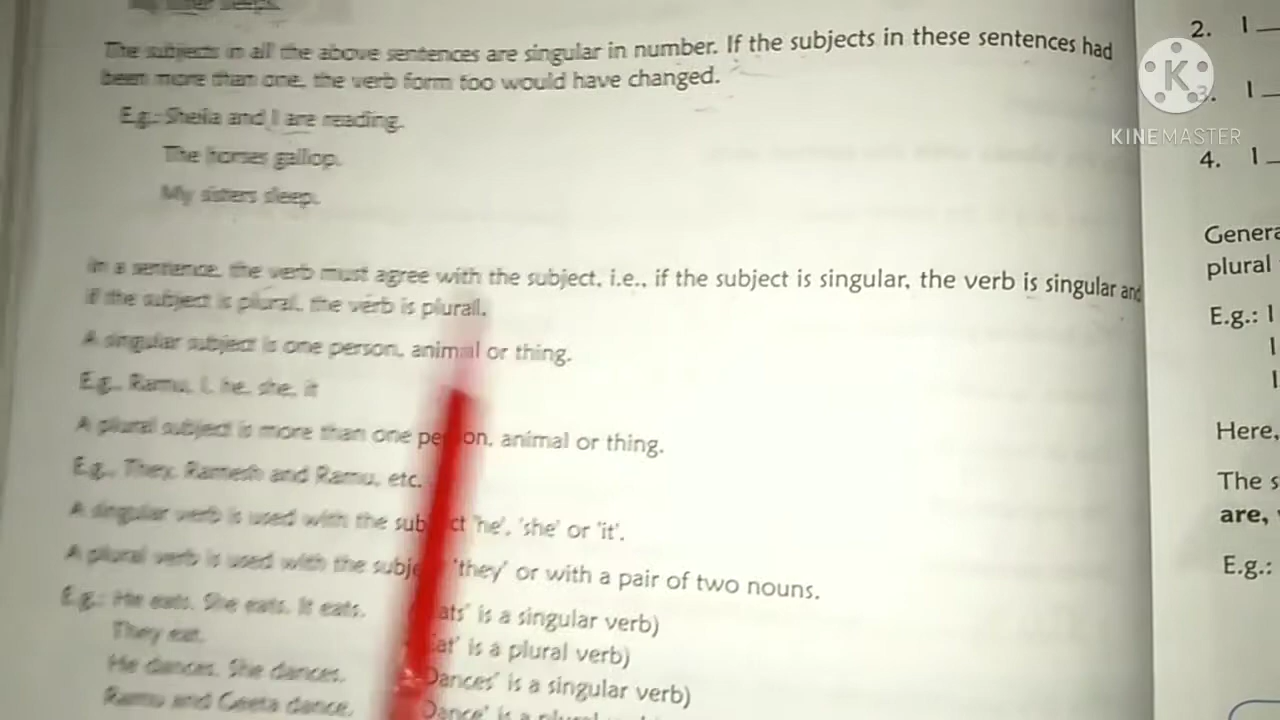 The subjects in all the above sentences are singular in number. If the subjects in these sentences had
been more than one, the verb form too would have changed.
E.g.: Sheila and I are reading.
The horses gallop.
My sisters sleep.
In a sentence, the verb must agree with the subject, i.e., if the subject is singular, the verb is singular and
if the subject is plural, the verb is plural.
A singular subject is one person, animal or thing.
E.g., Ramu, I, he, she, it
A plural subject is more than one person, animal or thing.
E.g., They, Ramesh and Ramu, etc.
A singular verb is used with the subject 'he', 'she' or 'it'.
A plural verb is used with the subject 'they' or with a pair of two nouns.
E.g.: He eats. She eats. It eats. ats' is a singular verb)
They eat. eat' is a plural verb)
He dances. She dances. Dances' is a singular verb)
Ramu and Geeta dance. Dance' is a plural
2. I
3. I
4. I
Genera
plural
E.g.: I
I
I
Here,
The s
are,
E.g.:
K
KINEMASTER